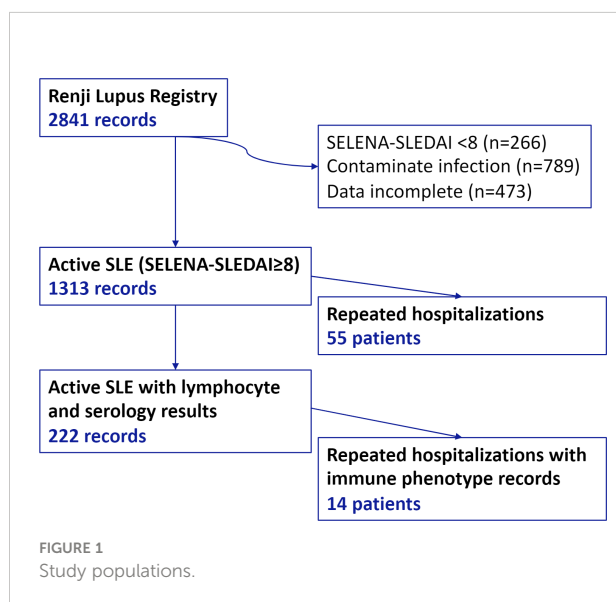 Renji Lupus Registry
2841 records
SELENA-SLEDAI <8 (n=266)
Contaminate infection (n=789)
Data incomplete (n=473)
Active SLE (SELENA-SLEDAI≥8)
1313 records
Repeated hospitalizations
55 patients
Active SLE with lymphocyte
and serology results
222 records
Repeated hospitalizations with
immune phenotype records
14 patients
FIGURE 1
Study populations.